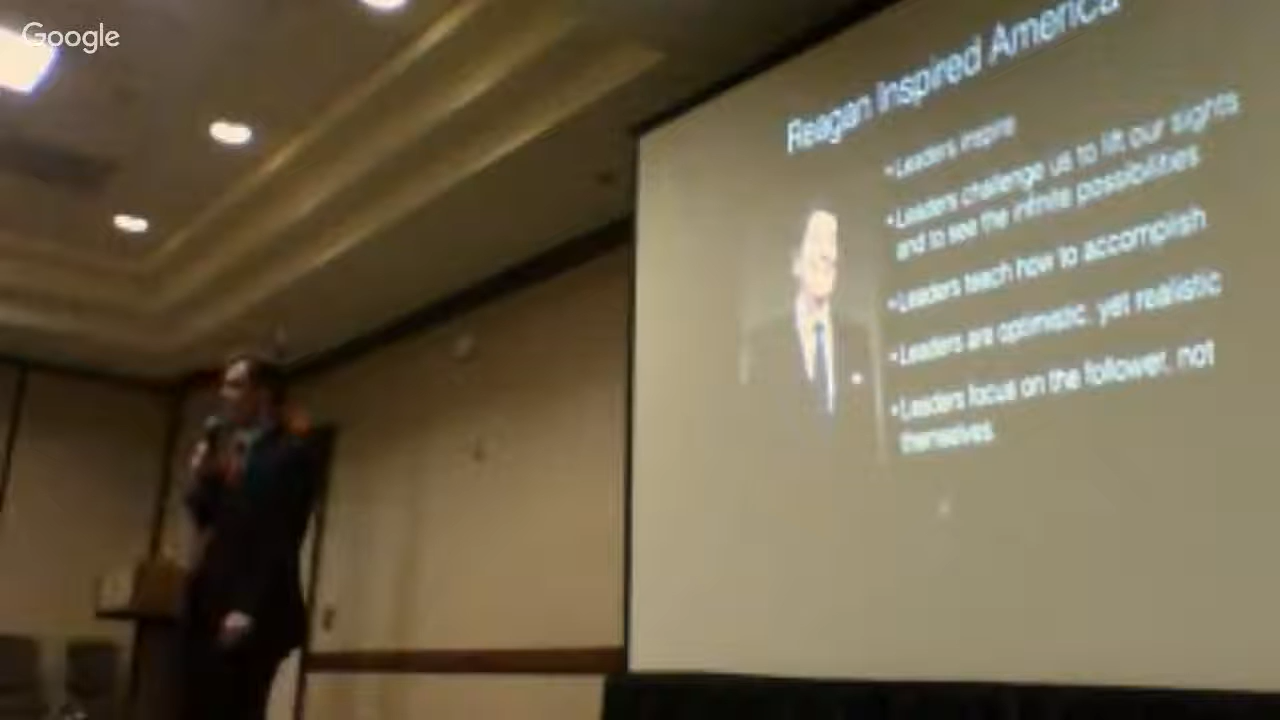 Google
Reagan Inspired America
• Leaders inspire
• Leaders challenge us to lift our sights
and to see the infinite possibilities
• Leaders teach how to accomplish
• Leaders are optimistic, yet realistic
• Leaders focus on the follower, not
themselves.